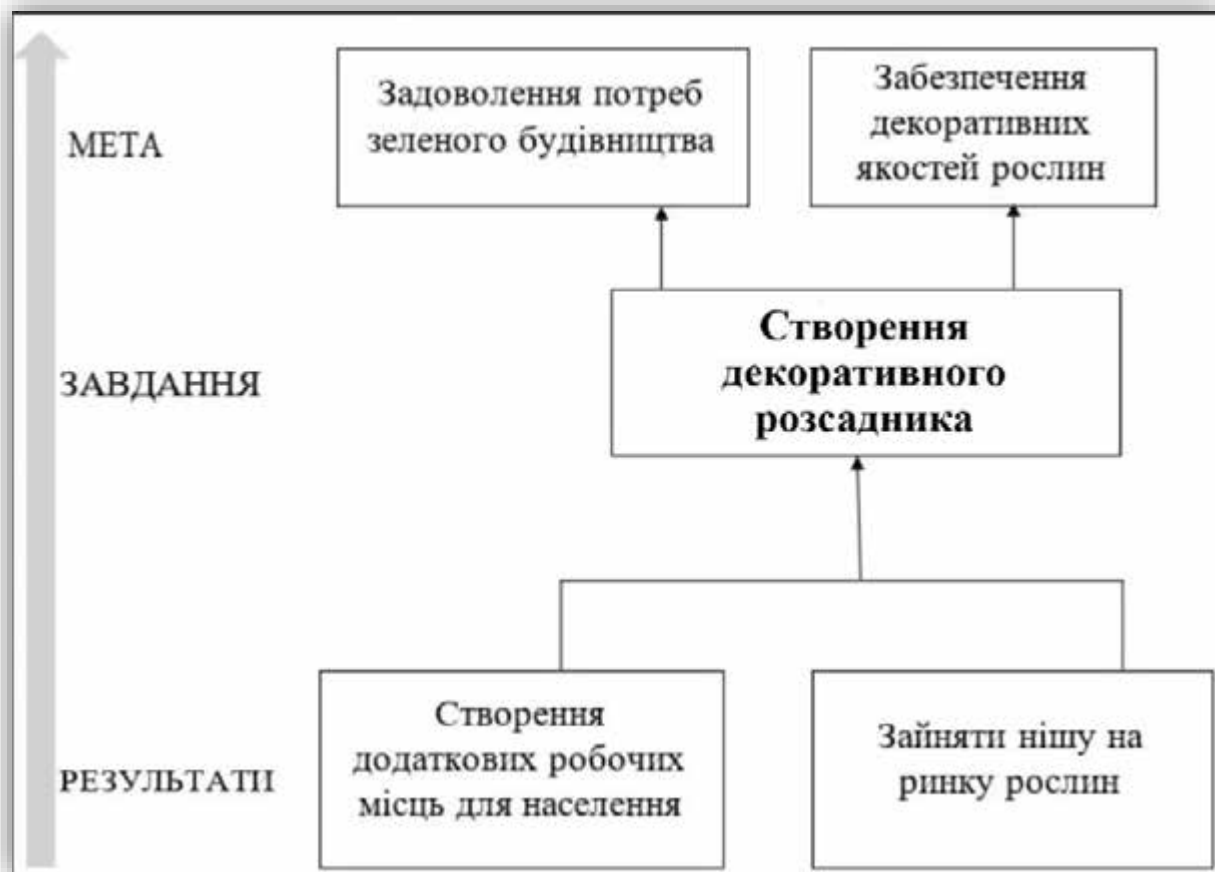 МЕТА
Задоволення потреб
зеленого будівництва
Забезпечення
декоративних
якостей рослин
ЗАВДАННЯ
Створення
декоративного
розсадника
РЕЗУЛЬТАТИ
Створення
додаткових робочих
місць для населення
Зайняти нішу на
ринку рослин